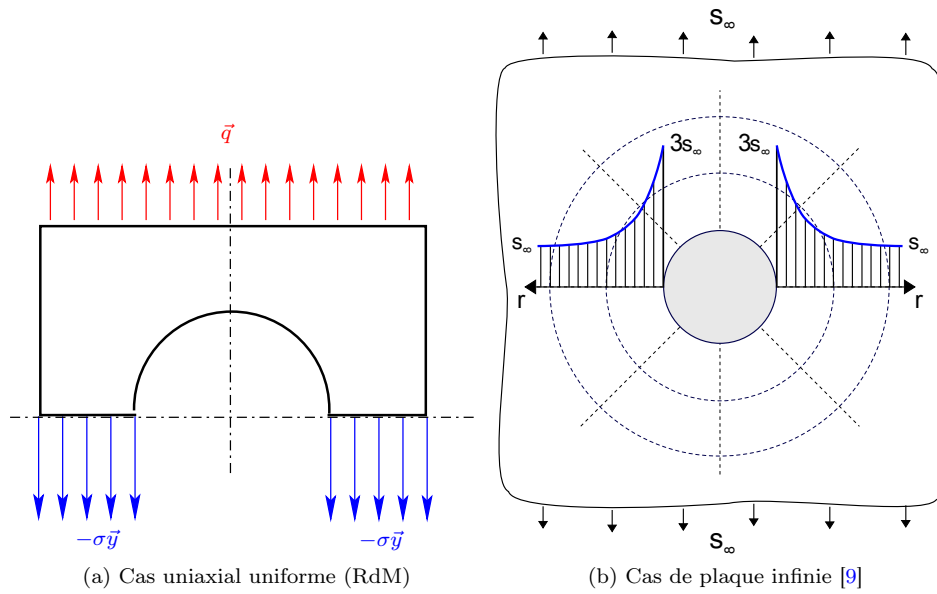 S∞
q⃗
3s∞ 3s∞
s∞ s∞
r r
−σy⃗ −σy⃗
S∞
(a) Cas uniaxial uniforme (RdM)
(b) Cas de plaque infinie [9]